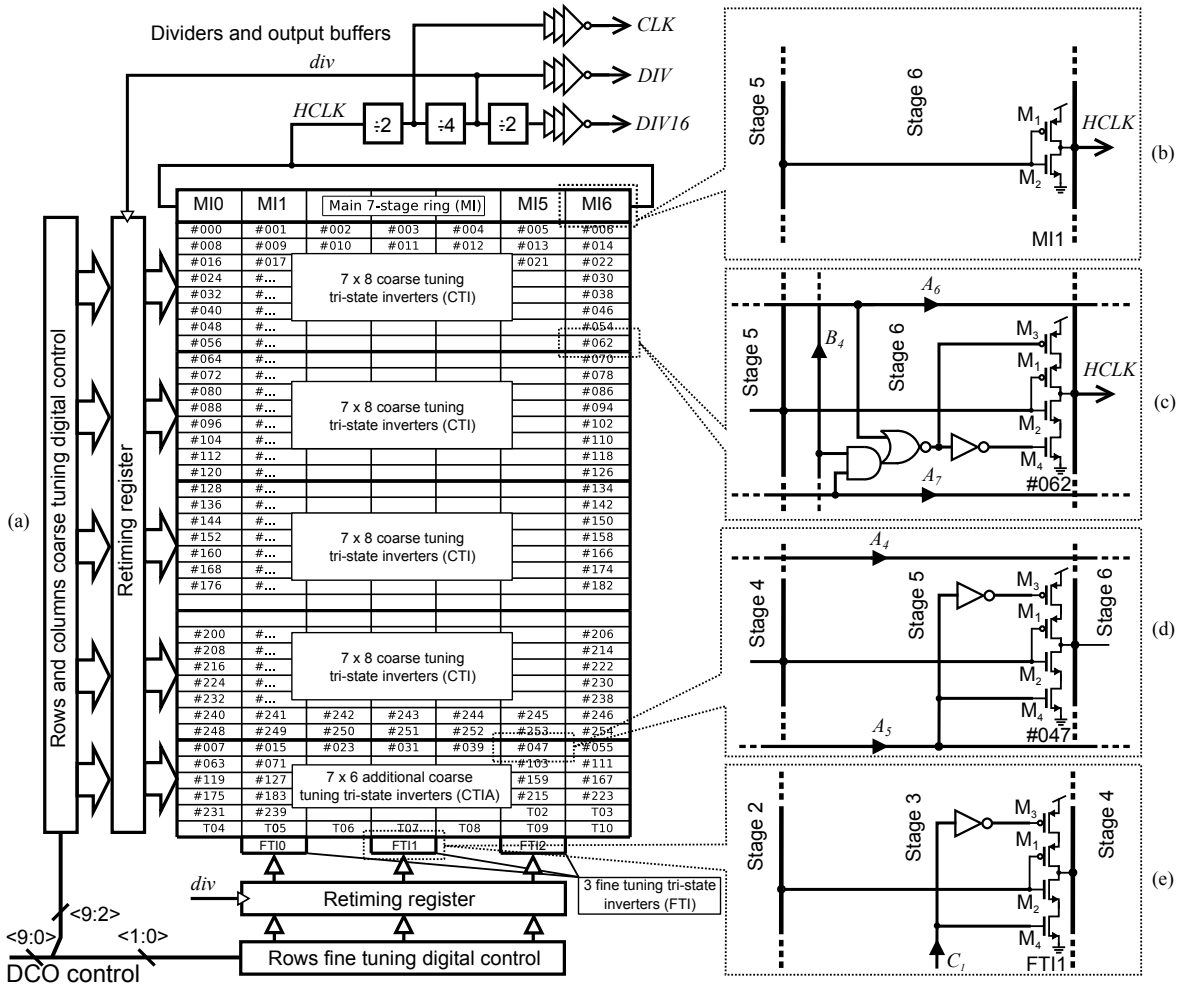 Dividers and output buffers
div
HCLK
÷2
÷4
÷2
CLK
DIV
DIV16
MI0 MI1 Main 7-stage ring (MI) MI5 MI6
#000 #001 #002 #003 #004 #005 #006
#008 #009 #010 #011 #012 #013 #014
#016 #017 #021 #022
#024 #... #030
#032 #... #038
#040 #... #046
#048 #... #054
#056 #... #062
7 x 8 coarse tuning
tri-state inverters (CTI)
#064 #... #070
#072 #... #078
#080 #... #086
#088 #... #094
#096 #... #102
#104 #... #110
#112 #... #118
#120 #... #126
7 x 8 coarse tuning
tri-state inverters (CTI)
#128 #... #134
#136 #... #142
#144 #... #150
#152 #... #158
#160 #... #166
#168 #... #174
#176 #... #182
7 x 8 coarse tuning
tri-state inverters (CTI)
#200 #... #206
#208 #... #214
#216 #... #222
#224 #... #230
#232 #... #238
7 x 8 coarse tuning
tri-state inverters (CTI)
#240 #241 #242 #243 #244 #245 #246
#248 #249 #250 #251 #252 #253 #254
#007 #015 #023 #031 #039 #047 #055
#063 #071 #103 #111
#119 #127 #159 #167
#175 #183 #215 #223
#231 #239 T02 T03
7 x 6 additional coarse
tuning tri-state inverters (CTIA)
T04 T05 T06 T07 T08 T09 T10
FTI0 FTI1 FTI2
3 fine tuning tri-state
inverters (FTI)
(a)
Rows and columns coarse tuning digital control
Retiming register
div
Retiming register
Rows fine tuning digital control
<9:2>
<9:0>
<1:0>
DCO control
Stage 5
Stage 6
M1
M2
HCLK
MI1
(b)
A6
Stage 5
B4
Stage 6
M3
M1
M2
M4
HCLK
A7
#062
(c)
A4
Stage 4
Stage 5
M3
M1
M2
M4
Stage 6
A5
#047
(d)
Stage 2
Stage 3
M3
M1
M2
M4
Stage 4
C1
FTI1
(e)